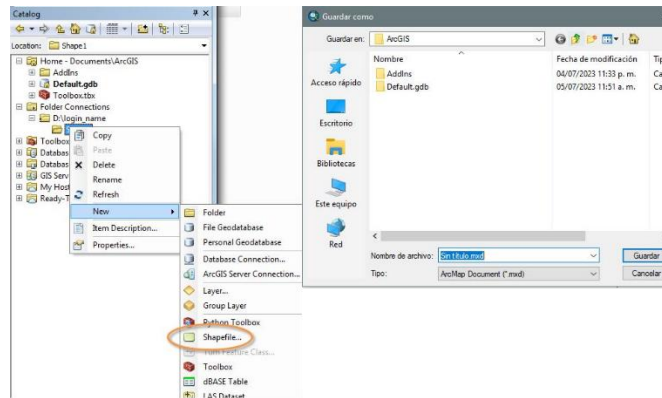 Catalog
Location: Shape1
Home - Documents\ArcGIS
AddIns
Default.gdb
Toolbox.tbx
Folder Connections
D:\login_name
Toolbo
Databas
Databas
GIS Serv
My Host
Ready-T
Copy
Paste
Delete
Rename
Refresh
New
Item Description...
Properties...
Folder
File Geodatabase
Personal Geodatabase
Database Connection...
ArcGIS Server Connection...
Layer...
Group Layer
Python Toolbox
Shapefile...
Turn Feature Class...
Toolbox
dBASE Table
LAS Dataset
Guardar como
Guardar en: ArcGIS
Nombre Fecha de modificación Tip
AddIns 04/07/2023 11:33 p. m. Ca
Default.gdb 05/07/2023 11:51 a. m. Ca
Acceso rápido
Escritorio
Bibliotecas
Este equipo
Red
Nombre de archivo: Sin título.mxd Guardar
Tipo: ArcMap Document (*.mxd) Cancelar